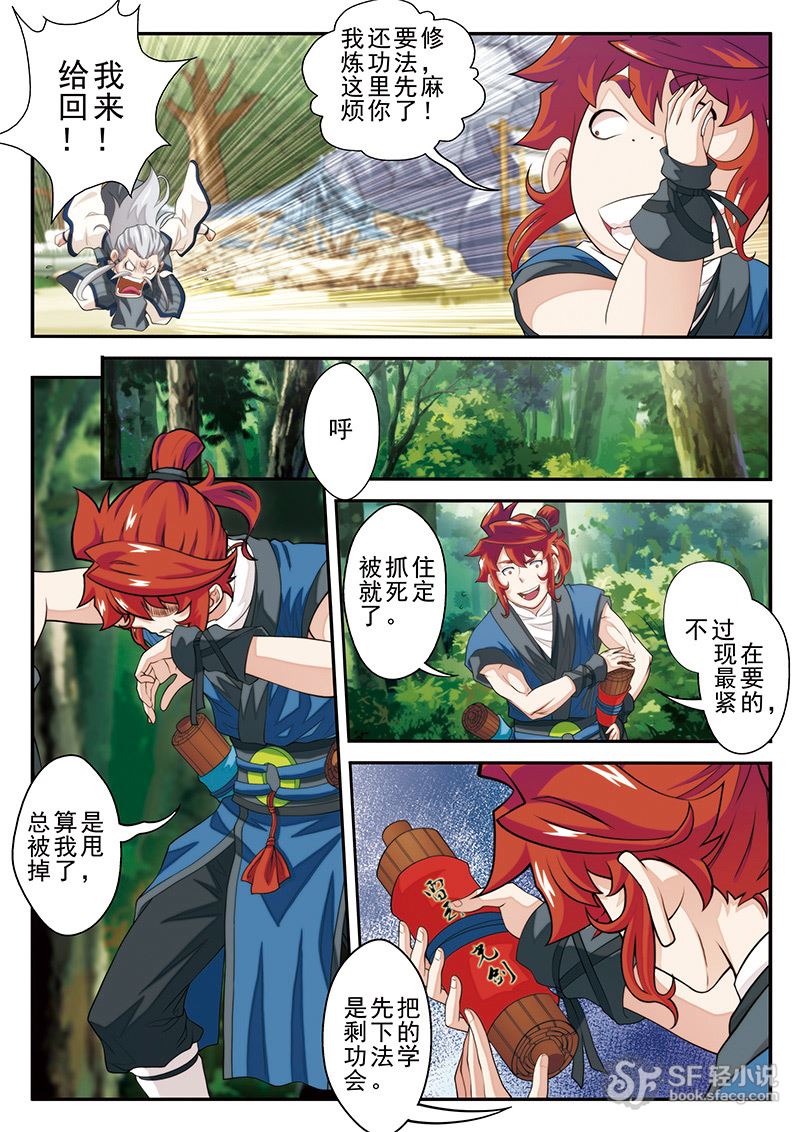 给我
回来
！！
我还要修
炼功法，
这里先麻
烦你了！
呼
被抓住
就死定
了。
不过
现在
最要
紧的，
总算是
被我甩
掉了，
是先把
剩下的
功法学
会。
SF轻小说
book.sfacg.com